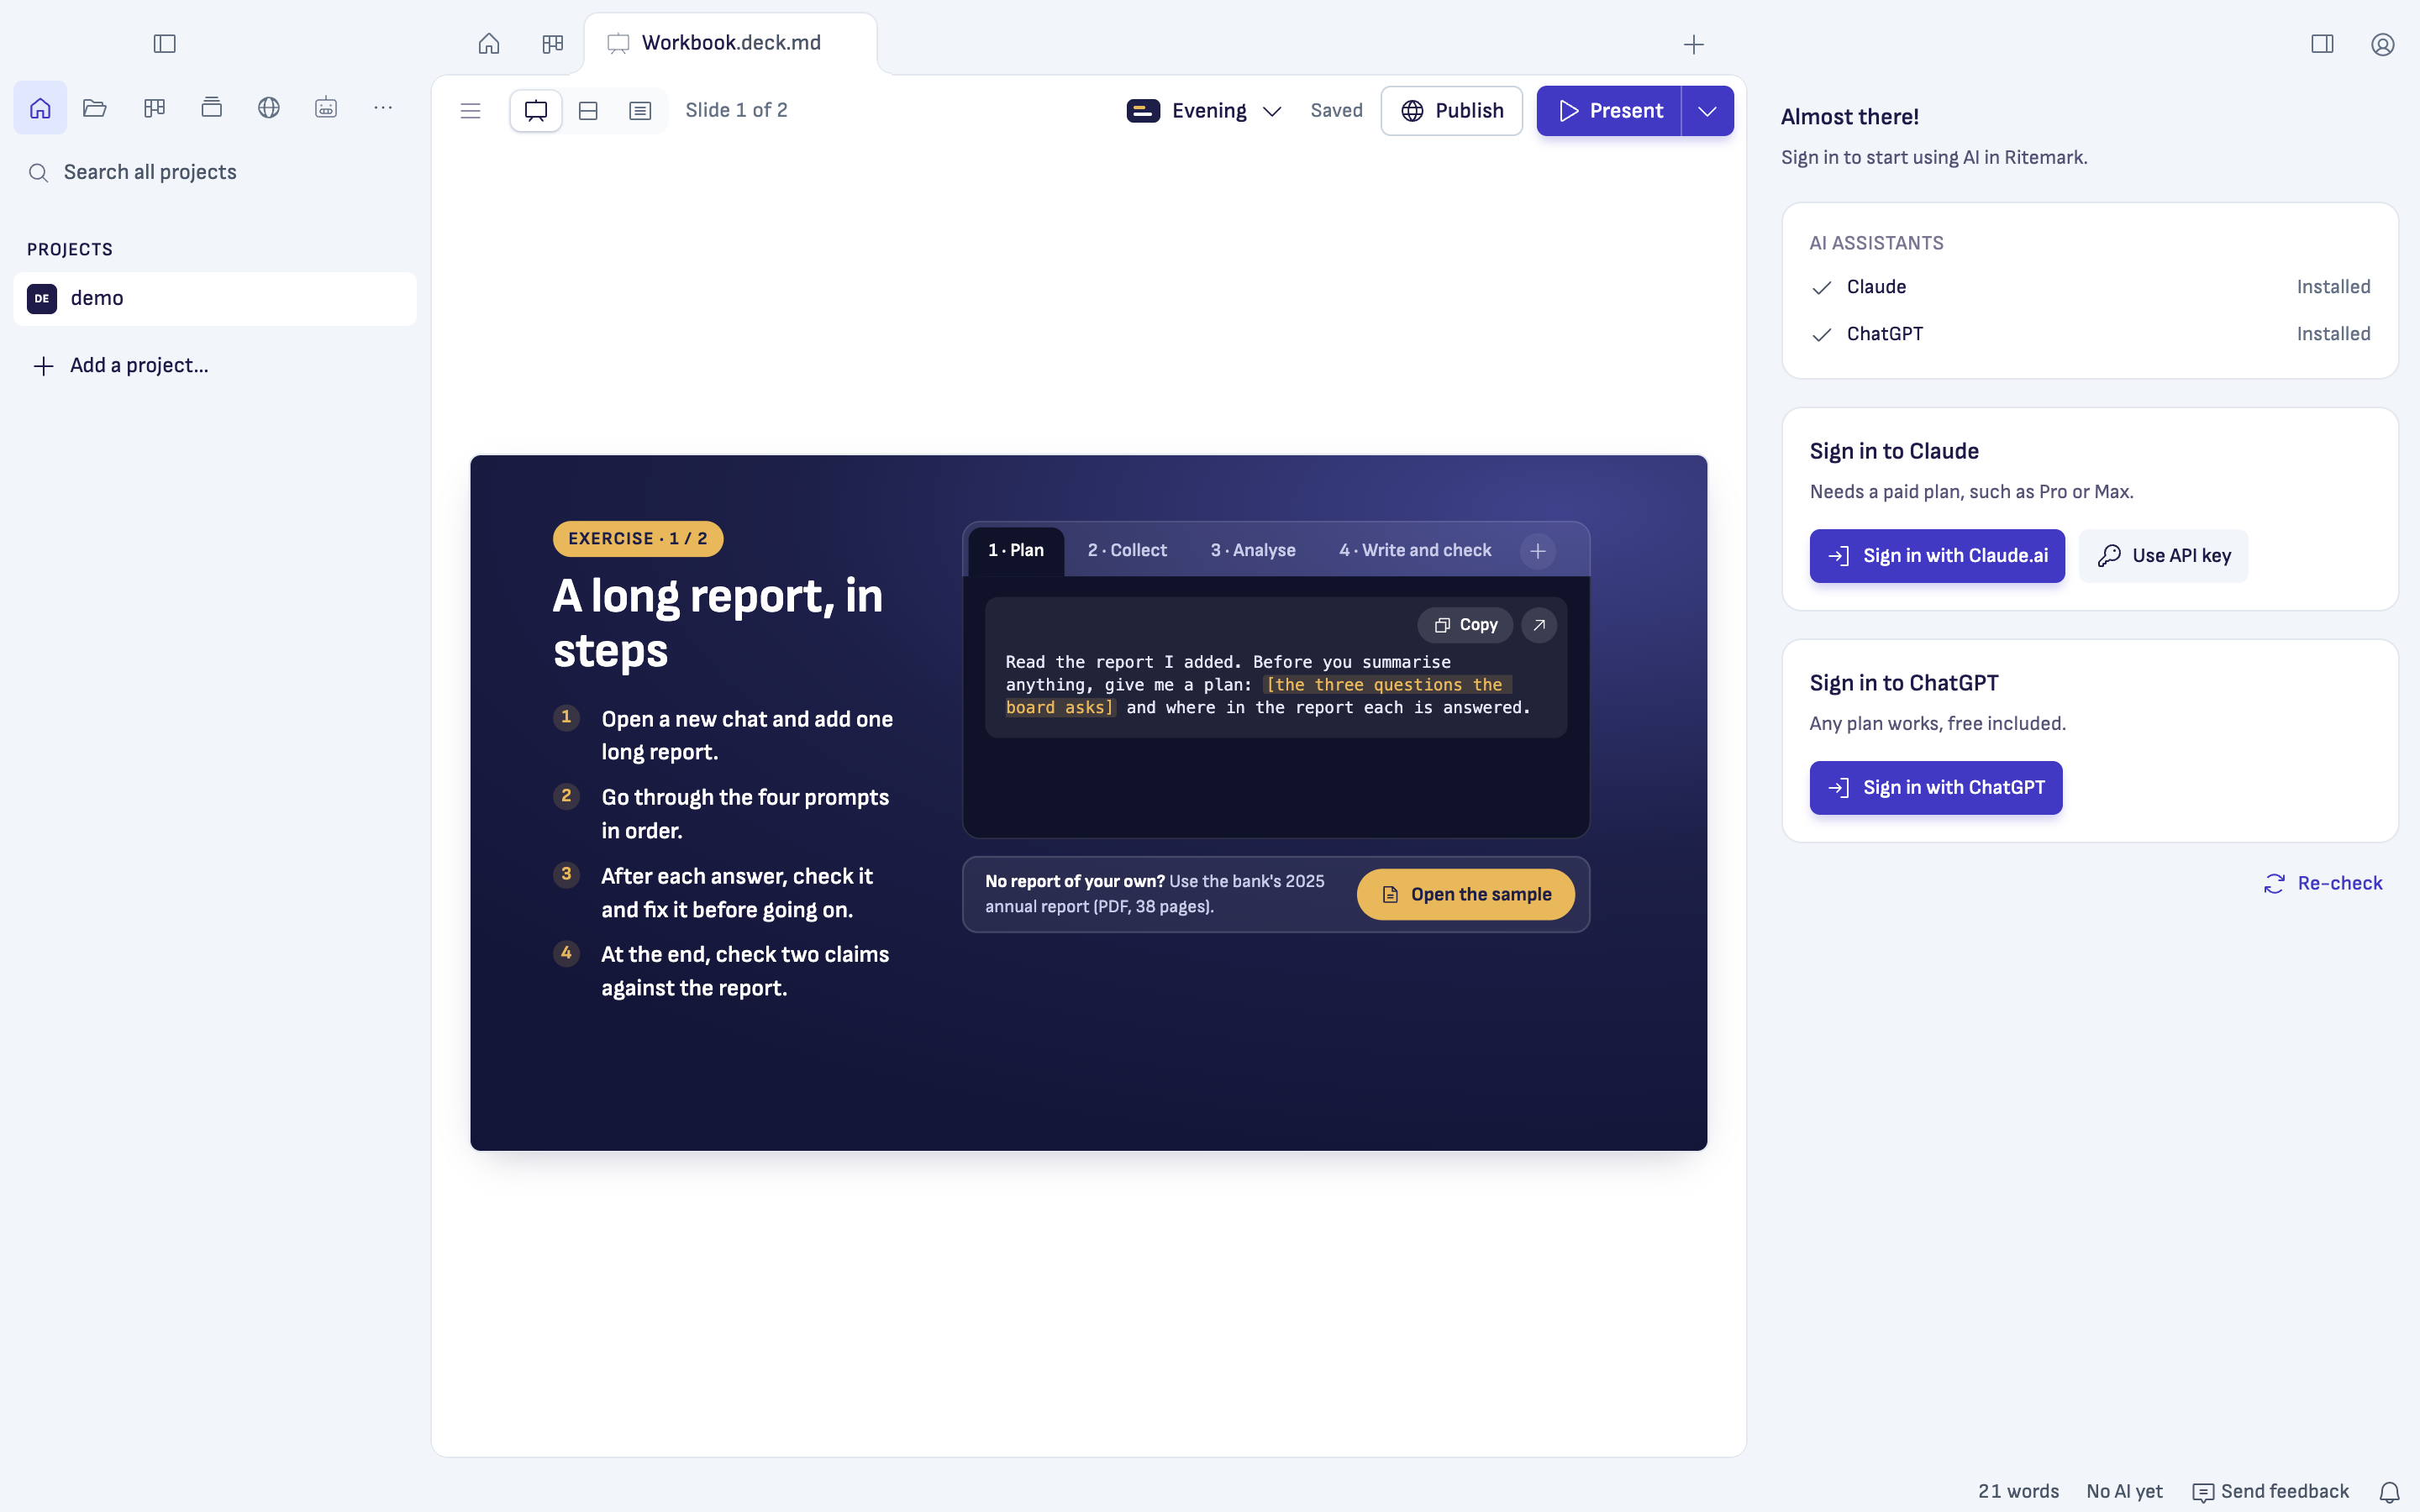 Workbook.deck.md
Search all projects
PROJECTS
DE demo
Add a project...
Slide 1 of 2
Evening
Saved
Publish
Present
EXERCISE · 1 / 2
A long report, in
steps
1 Open a new chat and add one
long report.
2 Go through the four prompts
in order.
3 After each answer, check it
and fix it before going on.
4 At the end, check two claims
against the report.
1 · Plan 2 · Collect 3 · Analyse 4 · Write and check
Copy
Read the report I added. Before you summarise
anything, give me a plan: [the three questions the
board asks] and where in the report each is answered.
No report of your own? Use the bank's 2025
annual report (PDF, 38 pages).
Open the sample
Almost there!
Sign in to start using AI in Ritemark.
AI ASSISTANTS
Claude Installed
ChatGPT Installed
Sign in to Claude
Needs a paid plan, such as Pro or Max.
Sign in with Claude.ai Use API key
Sign in to ChatGPT
Any plan works, free included.
Sign in with ChatGPT
Re-check
21 words No AI yet Send feedback